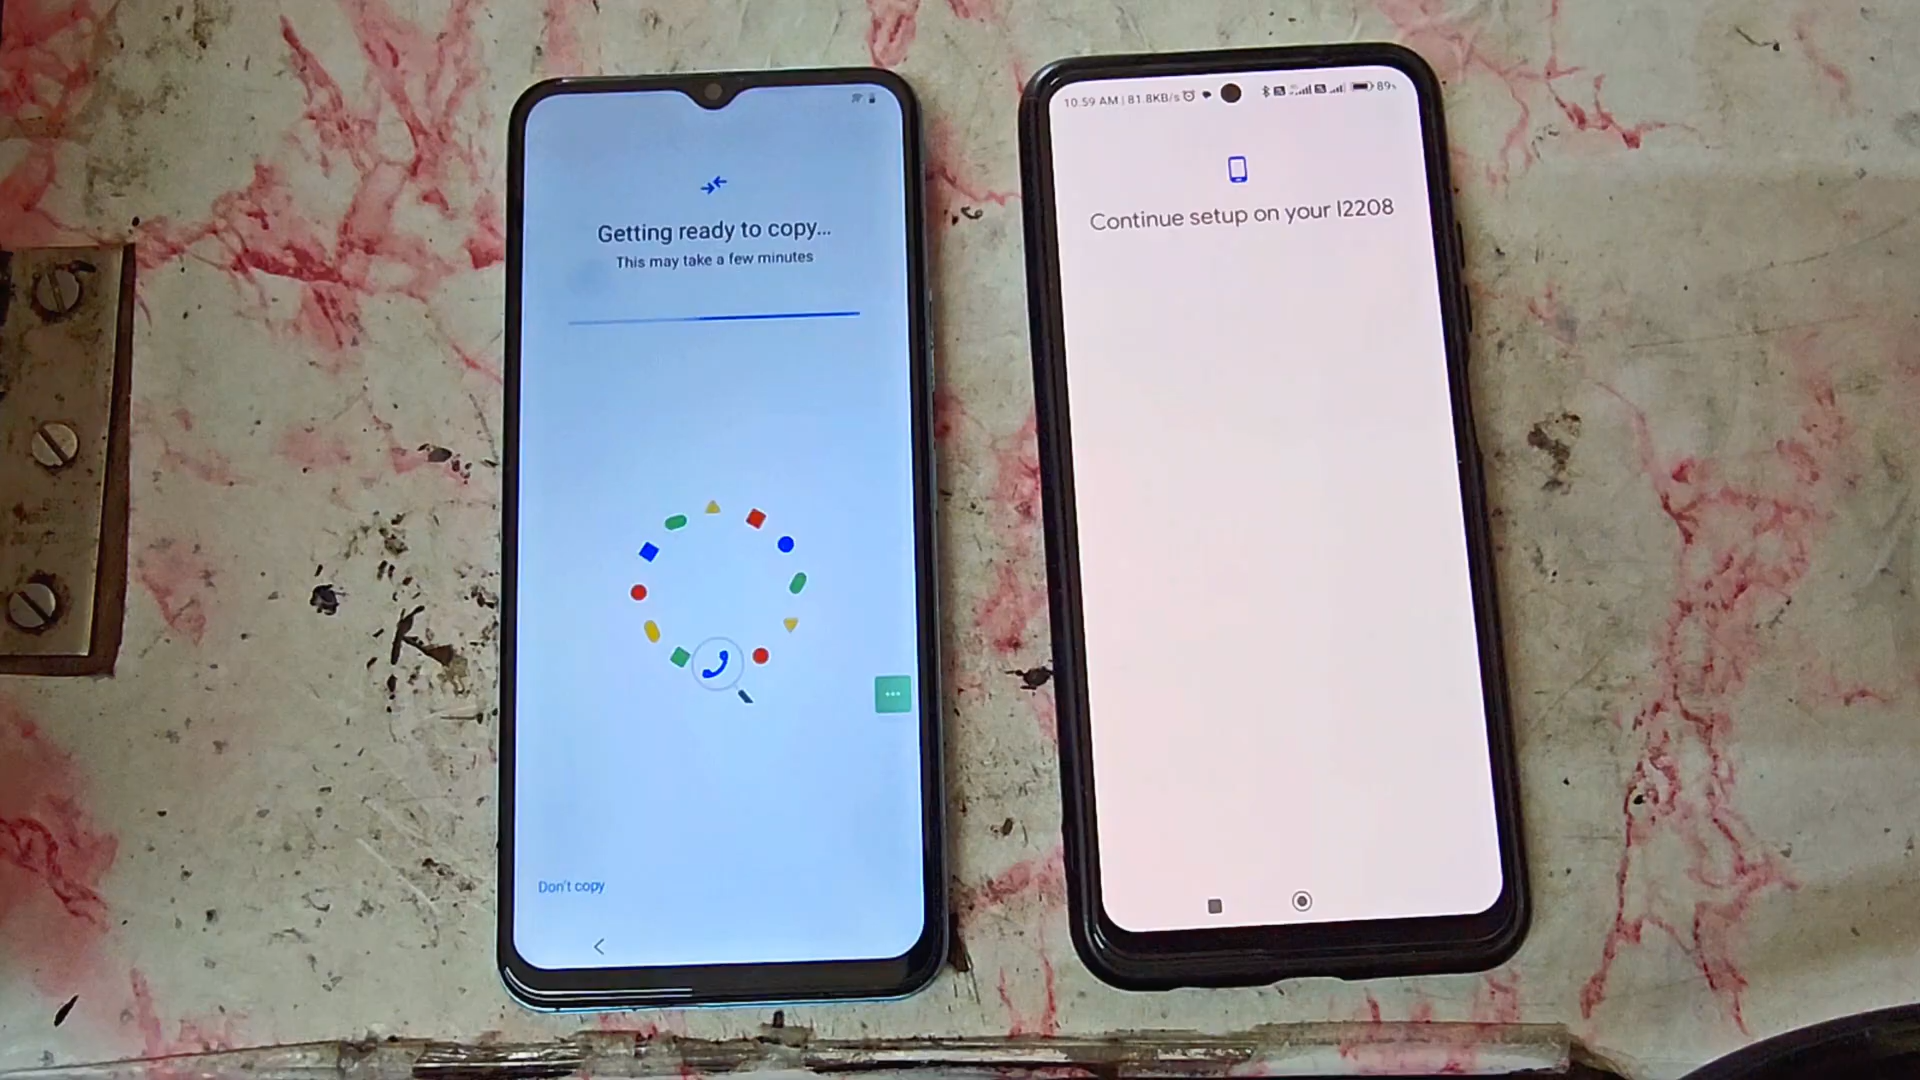 Getting ready to copy...
This may take a few minutes
Don't copy
10.59 AM | 81.8KB/s
89%
Continue setup on your I2208
K